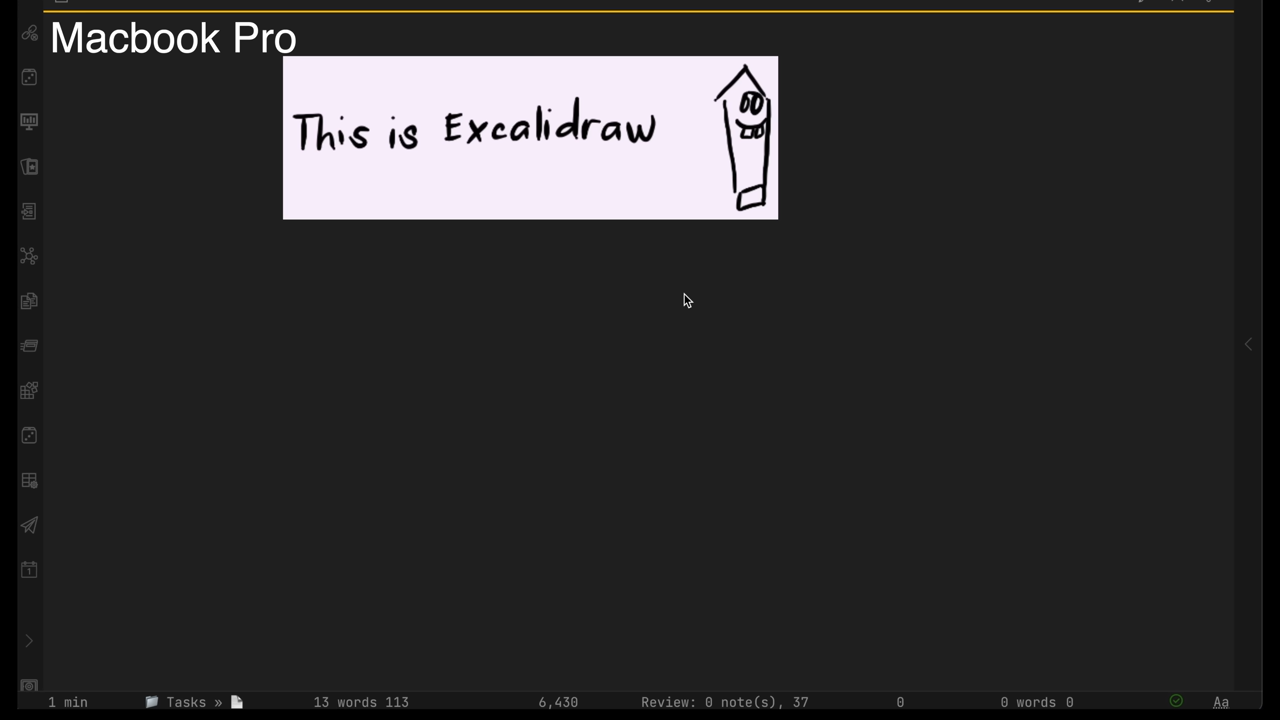 Macbook Pro
This is Excalidraw
1
1 min Tasks » 13 words 113 6,430 Review: 0 note(s), 37 0 0 words 0 Aa